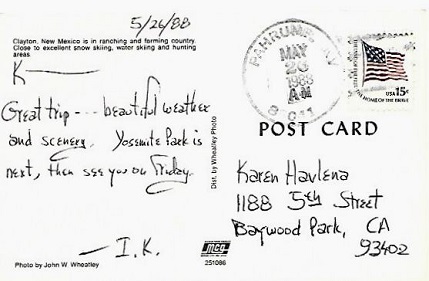 5/26/88
Clayton, New Mexico is in ranching and farming country.
Close to excellent snow skiing, water skiing and hunting
areas.
K——
Great trip --- beautiful weather
and scenery. Yosemite Park is
next, then see you on Friday.
— I.K.
Photo by John W. Wheatley
Dist. by Wheatley Photo
251086
PAHRUMP, NV
MAY
26
1988
AM
USA 15c
THE HOME OF THE BRAVE
POST CARD
Karen Havlena
1188 5th Street
Baywood Park, CA
93402